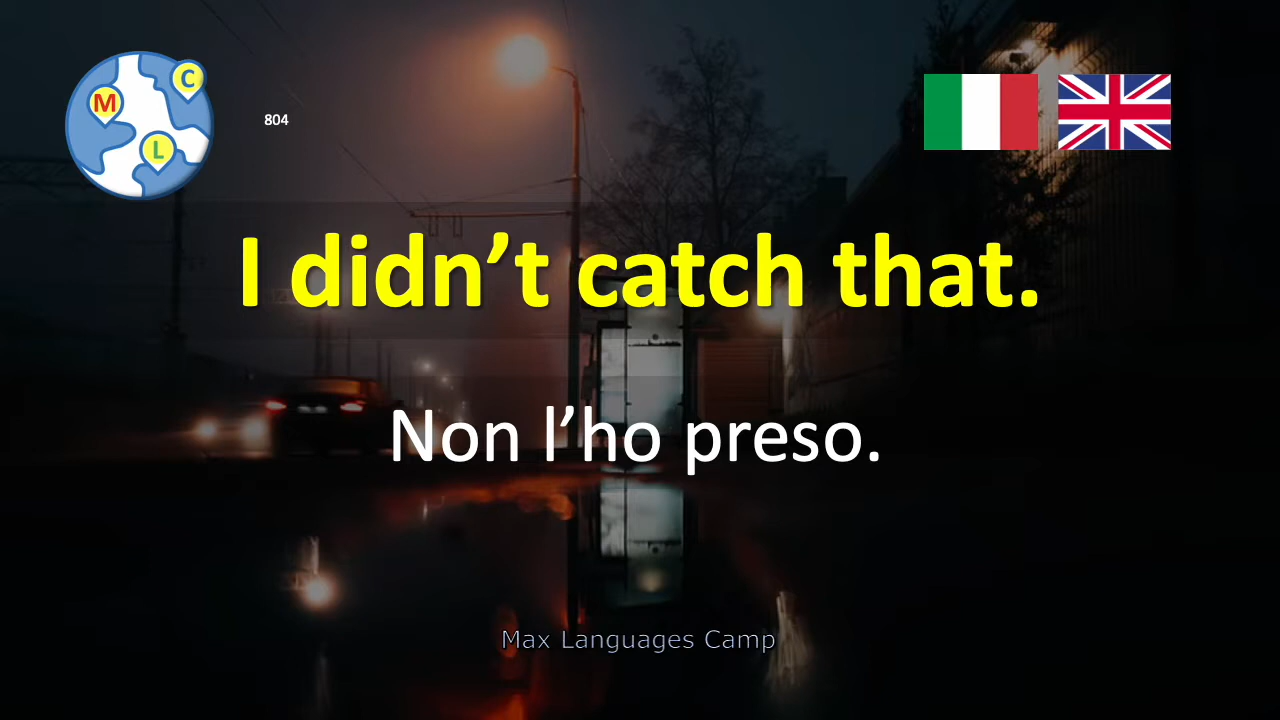 M
C
L
804
I didn’t catch that.
Non l’ho preso.
Max Languages Camp